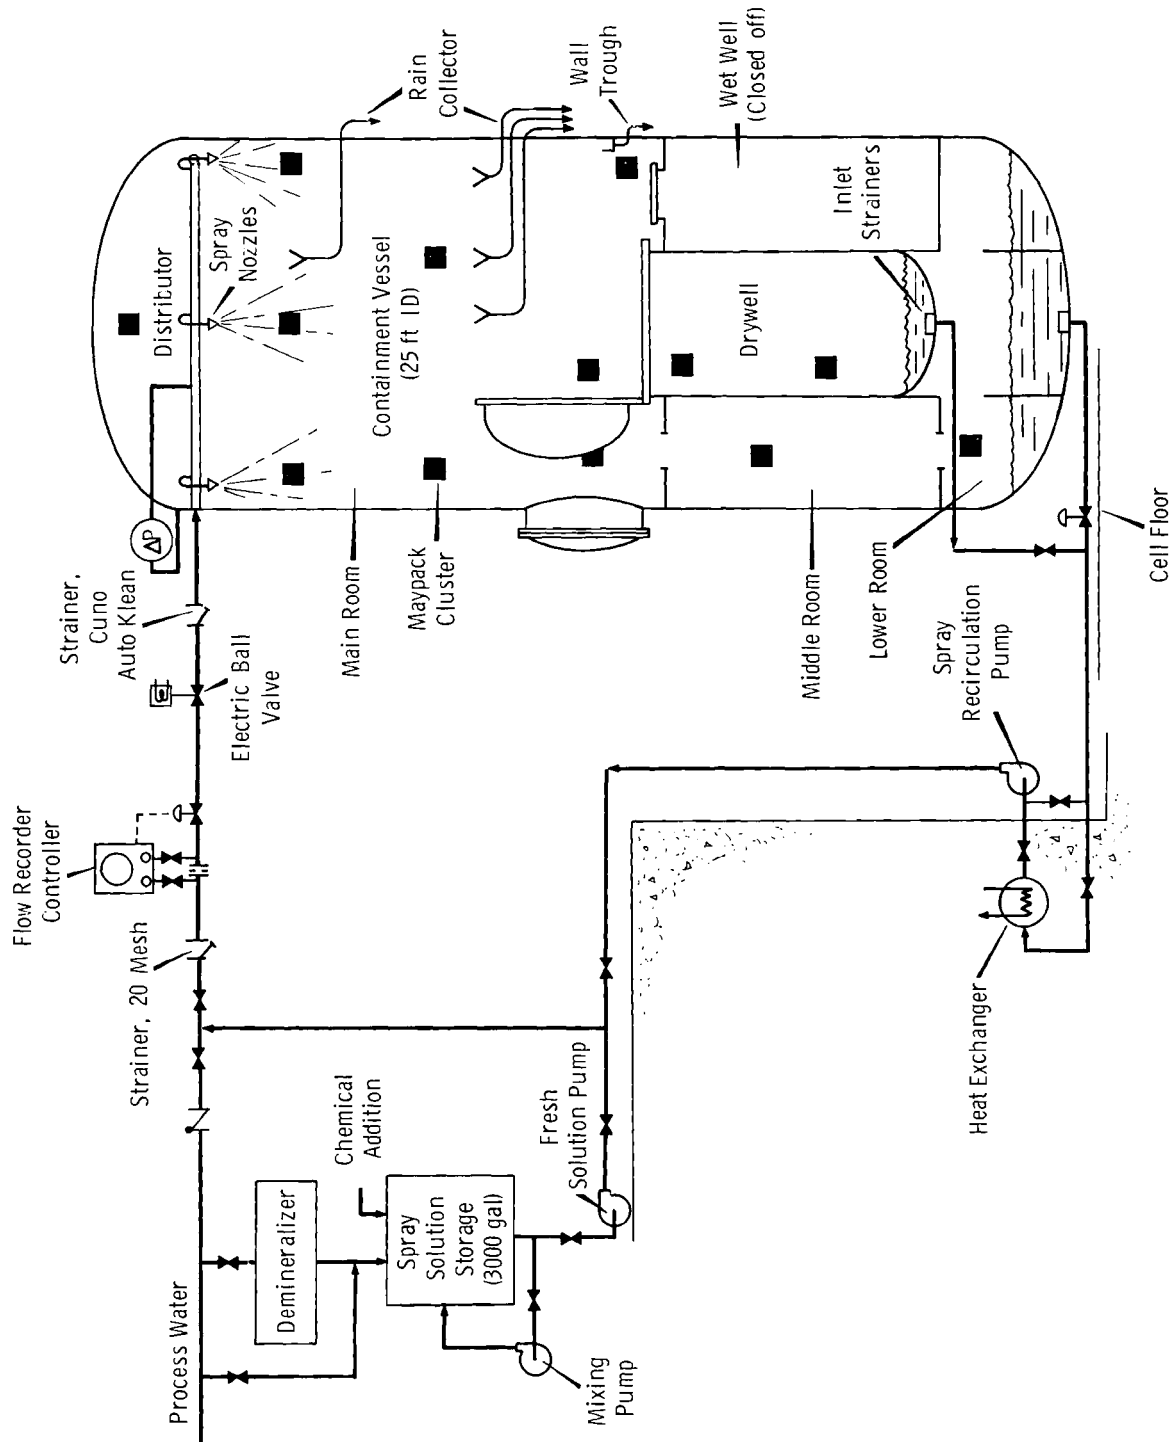 Process Water
Demineralizer
Chemical
Addition
Spray
Solution
Storage
(3000 gal)
Mixing
Pump
Fresh
Solution Pump
Strainer, 20 Mesh
Flow Recorder
Controller
Electric Ball
Valve
Strainer,
Cuno
Auto Klean
ΔP
Distributor
Spray
Nozzles
Rain
Collector
Containment Vessel
(25 ft ID)
Main Room
Maypack
Cluster
Wall
Trough
Wet Well
(Closed off)
Inlet
Strainers
Drywell
Middle Room
Lower Room
Spray
Recirculation
Pump
Heat Exchanger
Cell Floor